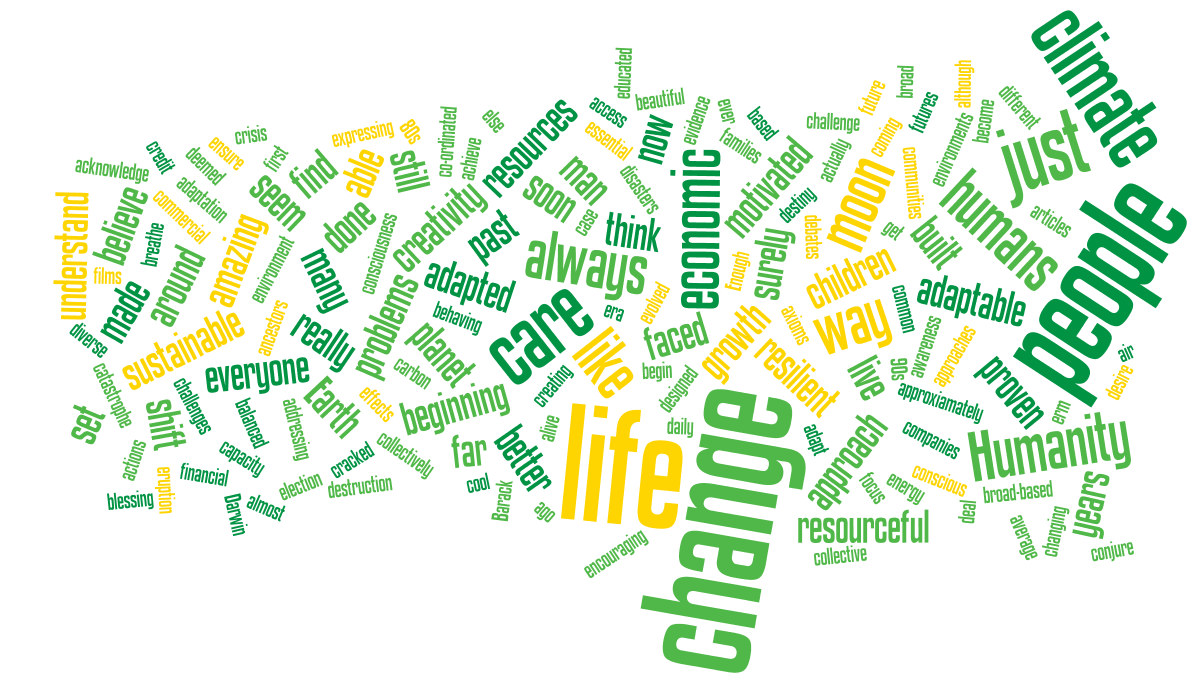 climate
although
future
broad
educated
beautiful
different
80s
expressing
crisis
ensure
else
co-ordinated
access
evidence
ever
based
challenge
futures
become
environments
just
credit
deemed
first
acknowledge
achieve
resources
essential
now
families
actually
coming
adaptation
find
able
still
man
disasters
motivated
communities
humans
seem
creativity
soon
case
economic
destiny
moon
people
understand
believe
commercial
breathe
done
consciousness
past
think
debates
yet
built
articles
amazing
environment
many
always
surely
enough
films
around
adapted
children
made
ancestors
problems
behaving
era
evolved
axioms
common
adaptable
diverse
sustainable
really
planet
care
like
faced
growth
way
awareness
approaches
air
catastrophe
everyone
carbon
creating
begin
designed
resilient
live
90s
approxiamately
proven
desire
set
shift
challenges
balanced
addressing
Earth
effects
beginning
alive
life
daily
change
adapt
approach
companies
erm
Humanity
actions
capacity
cracked
collectively
far
better
focus
energy
conscious
years
blessing
eruption
financial
Darwin
almost
election
destruction
cool
Barack
ago
broad-based
deal
encouraging
resourceful
collective
average
changing
conjure